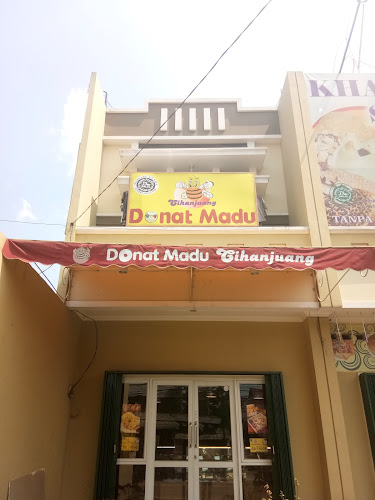 Cihanjuang
Donat Madu
DONat Madu Cihanjuang
KHA
S
TANPA